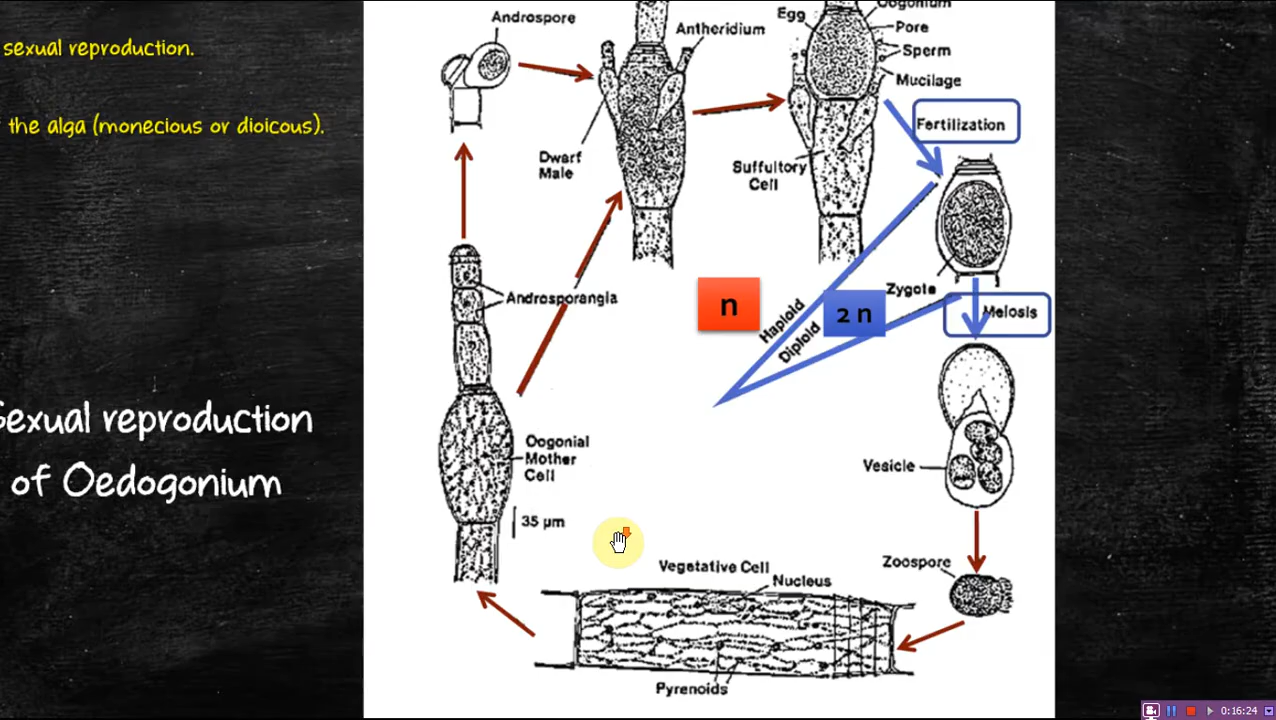 sexual reproduction.
the alga (monecious or dioicous).
Sexual reproduction
of Oedogonium
Androspore
Antheridium
Egg
Oogonium
Pore
Sperm
Mucilage
Fertilization
Dwarf
Male
Suffultory
Cell
Androsporangia
n
Haploid
Diploid
2 n
Zygote
Meiosis
Oogonial
Mother
Cell
35 µm
Vesicle
Zoospore
Vegetative Cell
Nucleus
Pyrenoids
0:16:24